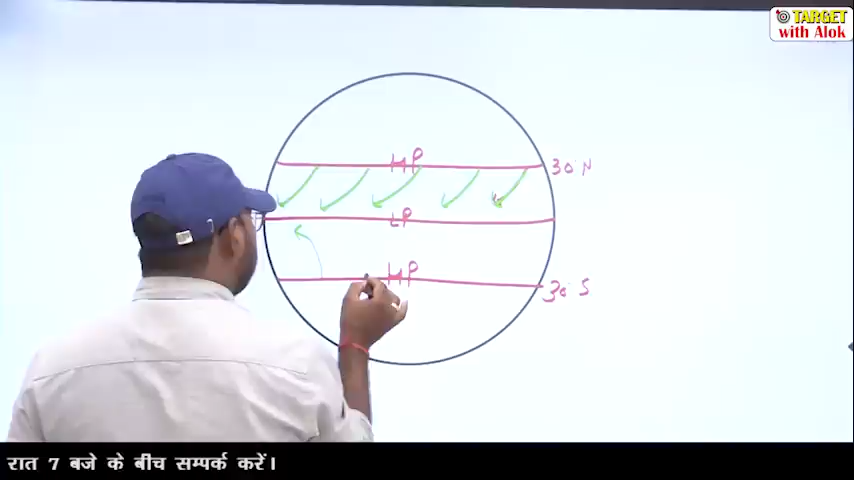 TARGET
with Alok
HP
30 N
LP
HP
30 S
रात 7 बजे के बीच सम्पर्क करें।